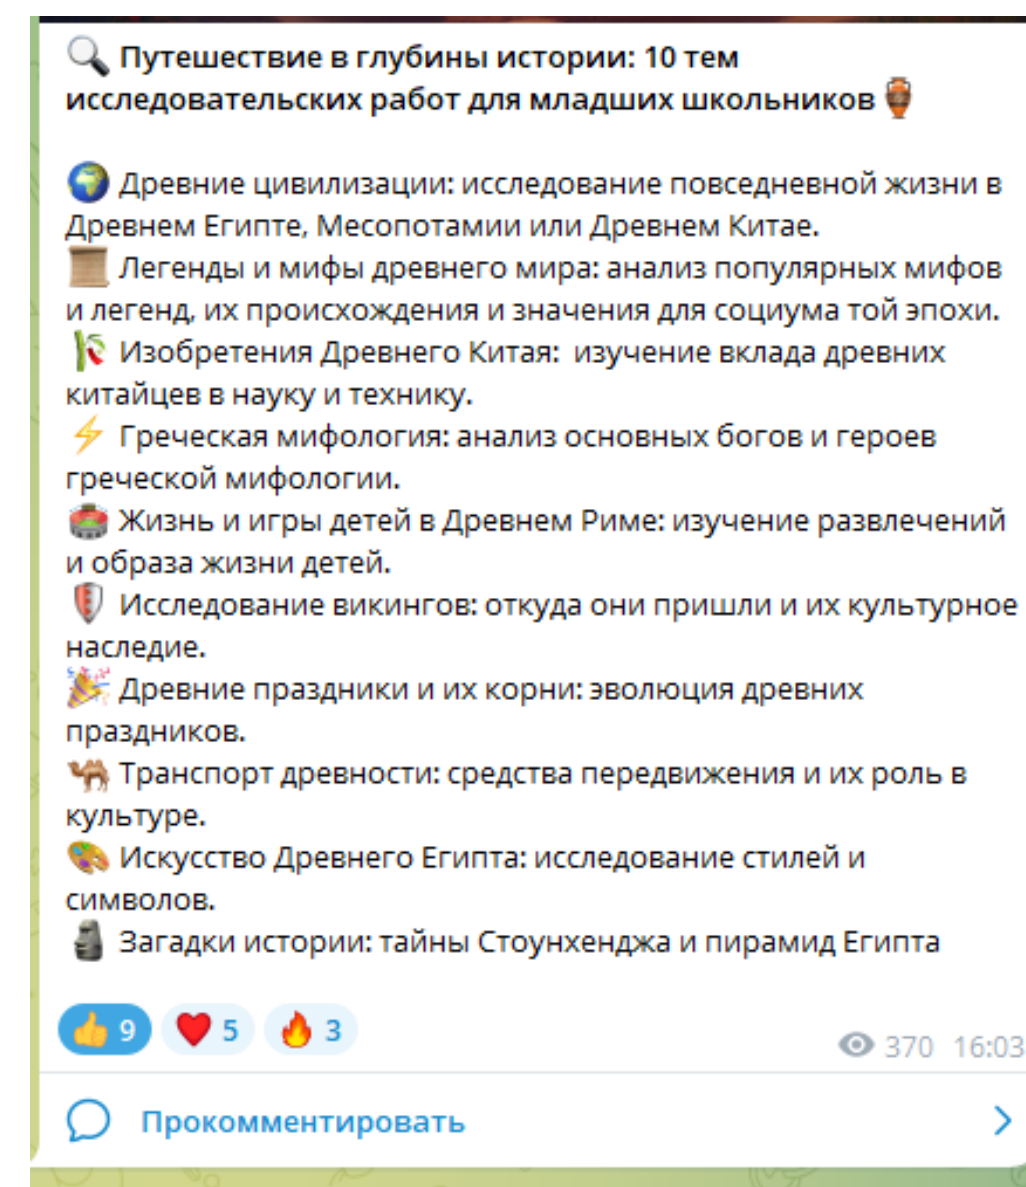 🔍 Путешествие в глубины истории: 10 тем
исследовательских работ для младших школьников 🏺
🌍 Древние цивилизации: исследование повседневной жизни в
Древнем Египте, Месопотамии или Древнем Китае.
📜 Легенды и мифы древнего мира: анализ популярных мифов
и легенд, их происхождения и значения для социума той эпохи.
🎋 Изобретения Древнего Китая: изучение вклада древних
китайцев в науку и технику.
⚡ Греческая мифология: анализ основных богов и героев
греческой мифологии.
🏟 Жизнь и игры детей в Древнем Риме: изучение развлечений
и образа жизни детей.
🛡 Исследование викингов: откуда они пришли и их культурное
наследие.
🎉 Древние праздники и их корни: эволюция древних
праздников.
🐫 Транспорт древности: средства передвижения и их роль в
культуре.
🎨 Искусство Древнего Египта: исследование стилей и
символов.
🗿 Загадки истории: тайны Стоунхенджа и пирамид Египта
👍 9 ❤ 5 🔥 3
370 16:03
Прокомментировать